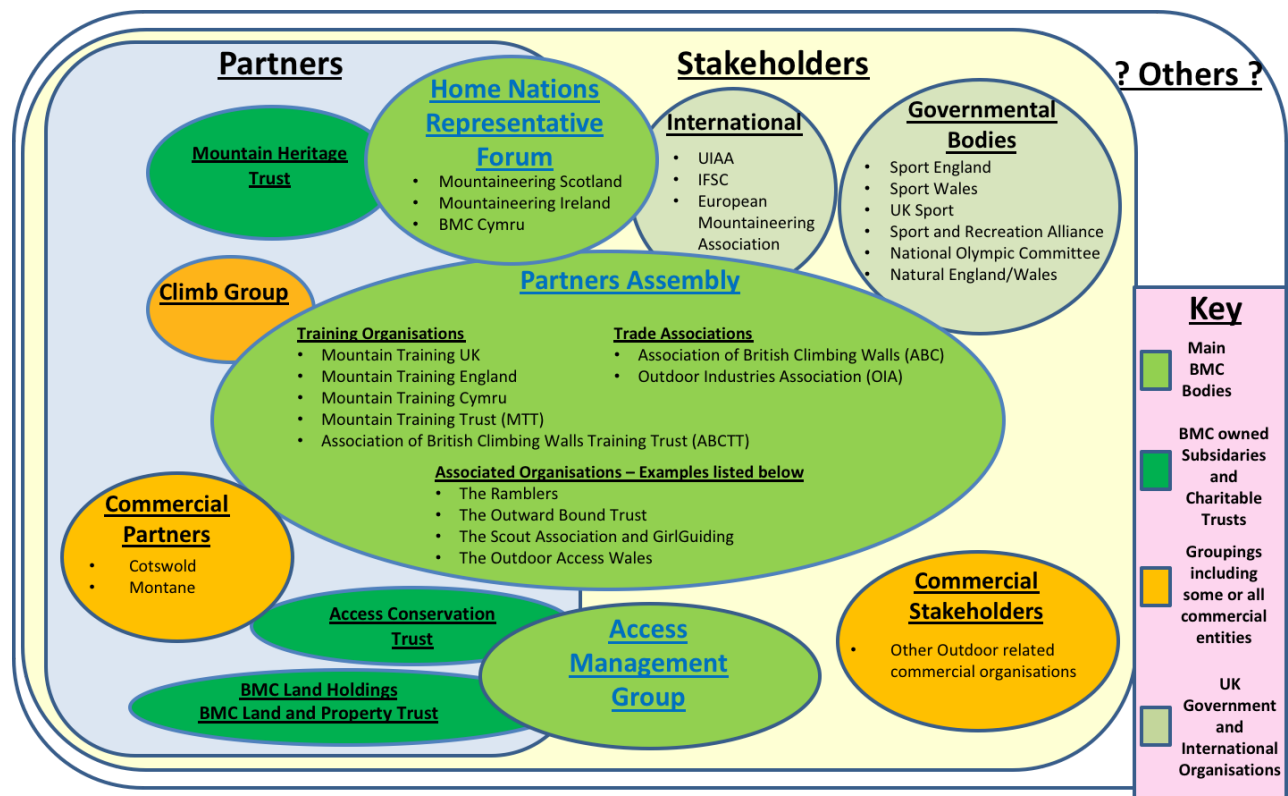 Partners
Stakeholders
? Others ?
Home Nations
Representative
Forum
• Mountaineering Scotland
• Mountaineering Ireland
• BMC Cymru
Mountain Heritage
Trust
International
• UIAA
• IFSC
• European
Mountaineering
Association
Governmental
Bodies
• Sport England
• Sport Wales
• UK Sport
• Sport and Recreation Alliance
• National Olympic Committee
• Natural England/Wales
Climb Group
Partners Assembly
Training Organisations
• Mountain Training UK
• Mountain Training England
• Mountain Training Cymru
• Mountain Training Trust (MTT)
• Association of British Climbing Walls Training Trust (ABCTT)
Trade Associations
• Association of British Climbing Walls (ABC)
• Outdoor Industries Association (OIA)
Associated Organisations – Examples listed below
• The Ramblers
• The Outward Bound Trust
• The Scout Association and GirlGuiding
• The Outdoor Access Wales
Commercial
Partners
• Cotswold
• Montane
Access Conservation
Trust
BMC Land Holdings
BMC Land and Property Trust
Access
Management
Group
Commercial
Stakeholders
• Other Outdoor related
commercial organisations
Key
Main
BMC
Bodies
BMC owned
Subsidaries
and
Charitable
Trusts
Groupings
including
some or all
commercial
entities
UK
Government
and
International
Organisations